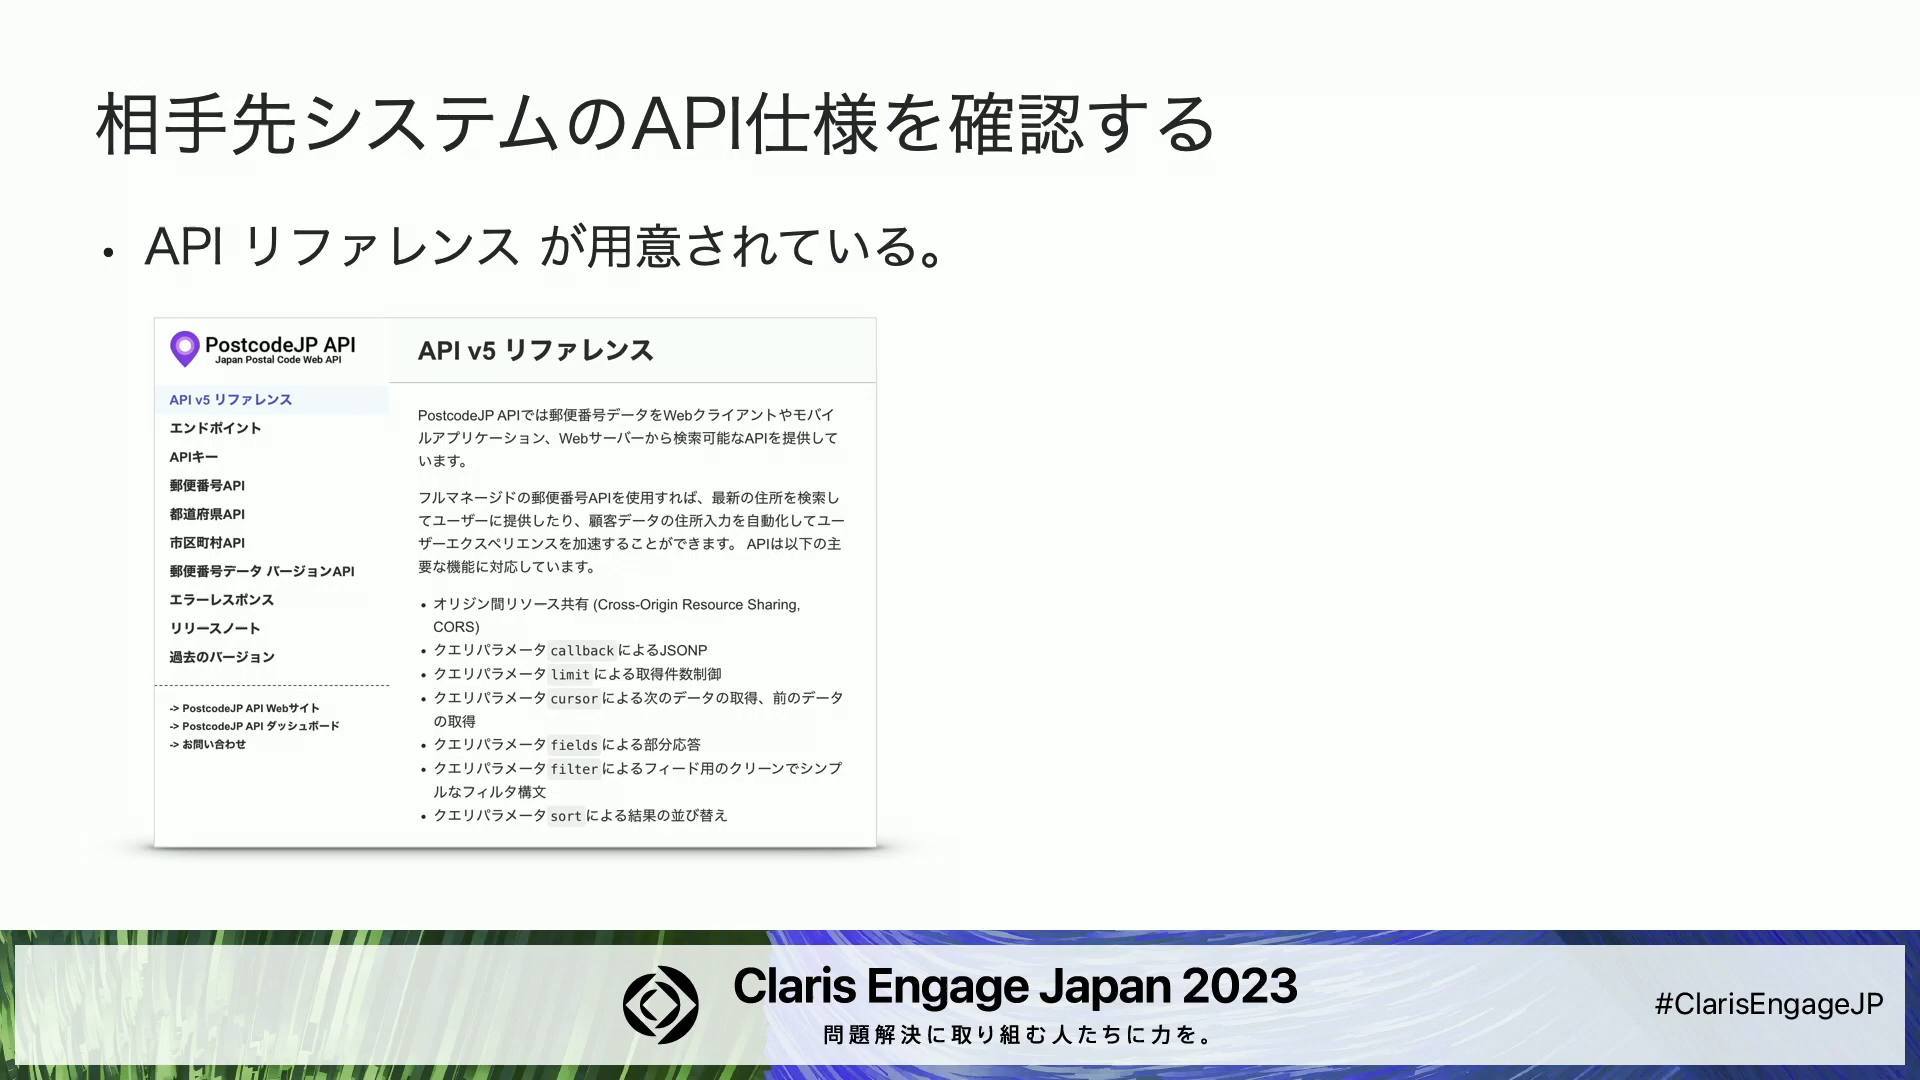 相手先システムのAPI仕様を確認する
• API リファレンス が用意されている。
PostcodeJP API
Japan Postal Code Web API
API v5 リファレンス
エンドポイント
APIキー
郵便番号API
都道府県API
市区町村API
郵便番号データ バージョンAPI
エラーレスポンス
リリースノート
過去のバージョン
-> PostcodeJP API Webサイト
-> PostcodeJP API ダッシュボード
-> お問い合わせ
API v5 リファレンス
PostcodeJP APIでは郵便番号データをWebクライアントやモバイ
ルアプリケーション、Webサーバーから検索可能なAPIを提供して
います。
フルマネージドの郵便番号APIを使用すれば、最新の住所を検索し
てユーザーに提供したり、顧客データの住所入力を自動化してユー
ザーエクスペリエンスを加速することができます。 APIは以下の主
要な機能に対応しています。
• オリジン間リソース共有 (Cross-Origin Resource Sharing,
CORS)
• クエリパラメータ callback によるJSONP
• クエリパラメータ limit による取得件数制御
• クエリパラメータ cursor による次のデータの取得、前のデータ
の取得
• クエリパラメータ fields による部分応答
• クエリパラメータ filter によるフィード用のクリーンでシンプ
ルなフィルタ構文
• クエリパラメータ sort による結果の並び替え
Claris Engage Japan 2023
問題解決に取り組む人たちに力を。
#ClarisEngageJP